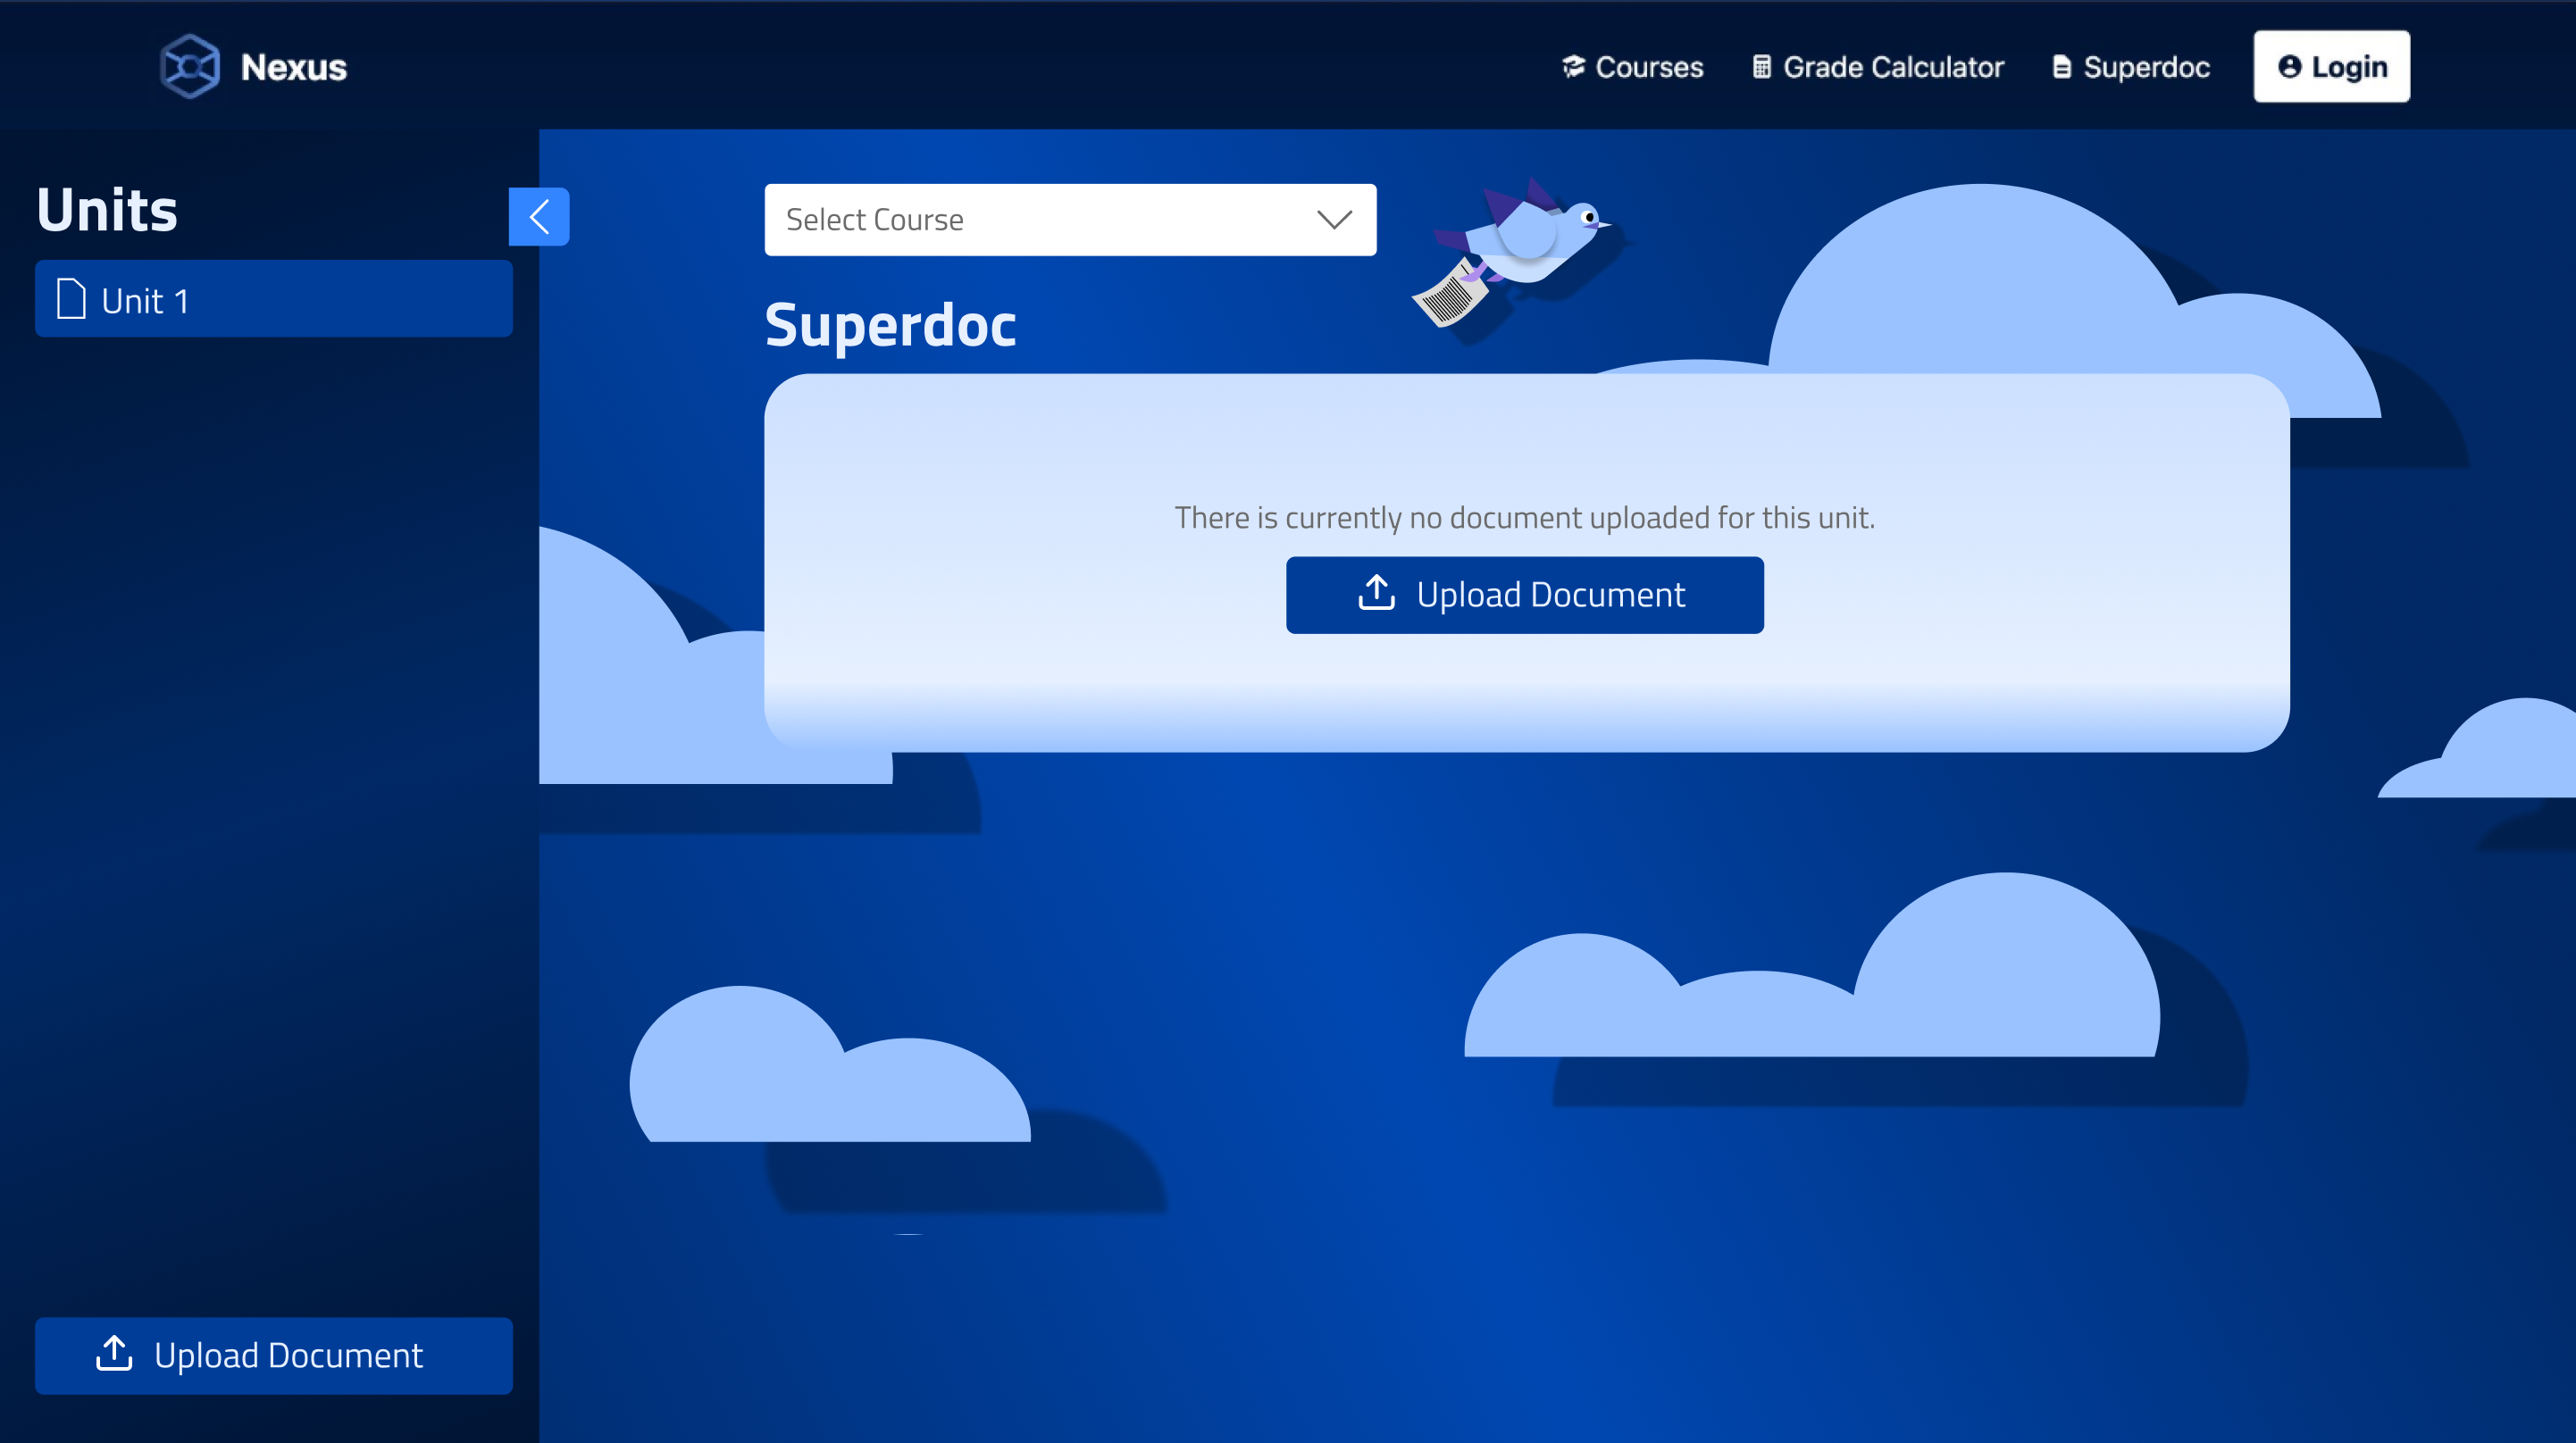 Nexus
Courses
Grade Calculator
Superdoc
Login
Units
Unit 1
Upload Document
Select Course
Superdoc
There is currently no document uploaded for this unit.
Upload Document